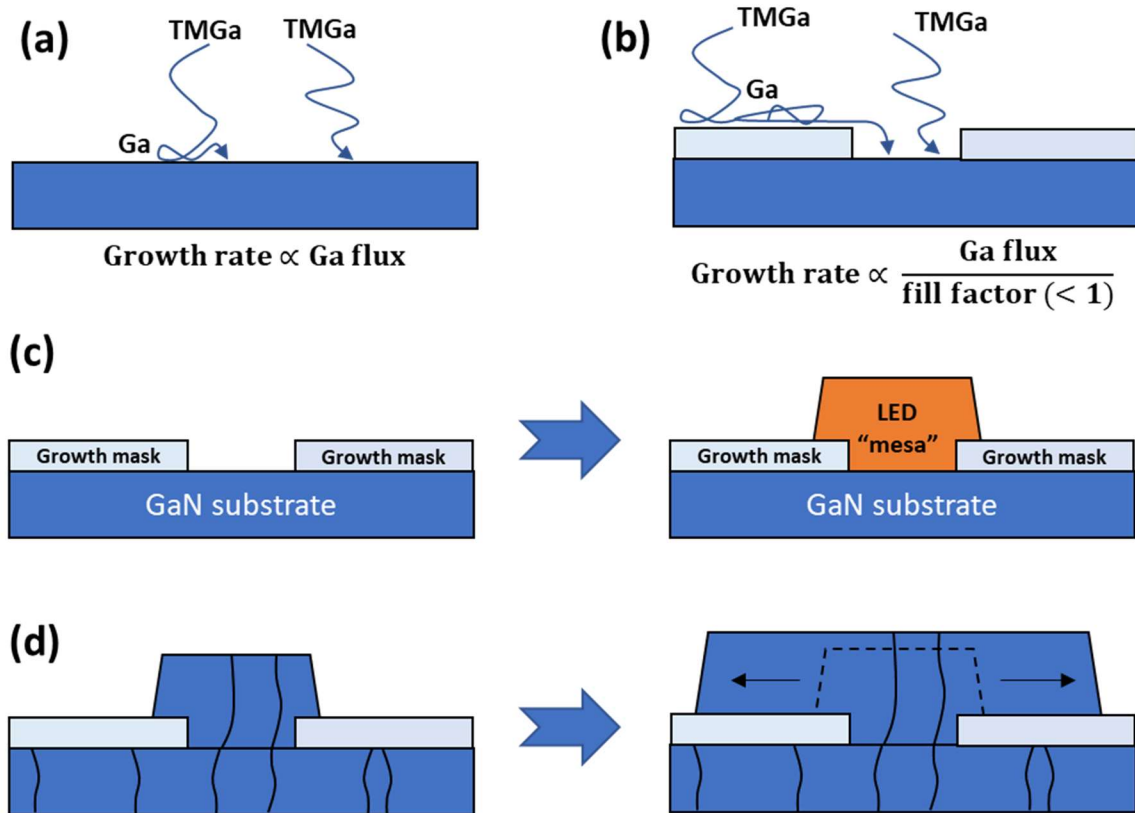 (a)
TMGa TMGa
Ga
Growth rate ∝ Ga flux
(b)
TMGa TMGa
Ga
Growth rate ∝ Ga flux / fill factor (< 1)
(c)
Growth mask Growth mask
GaN substrate
LED
"mesa"
Growth mask Growth mask
GaN substrate
(d)